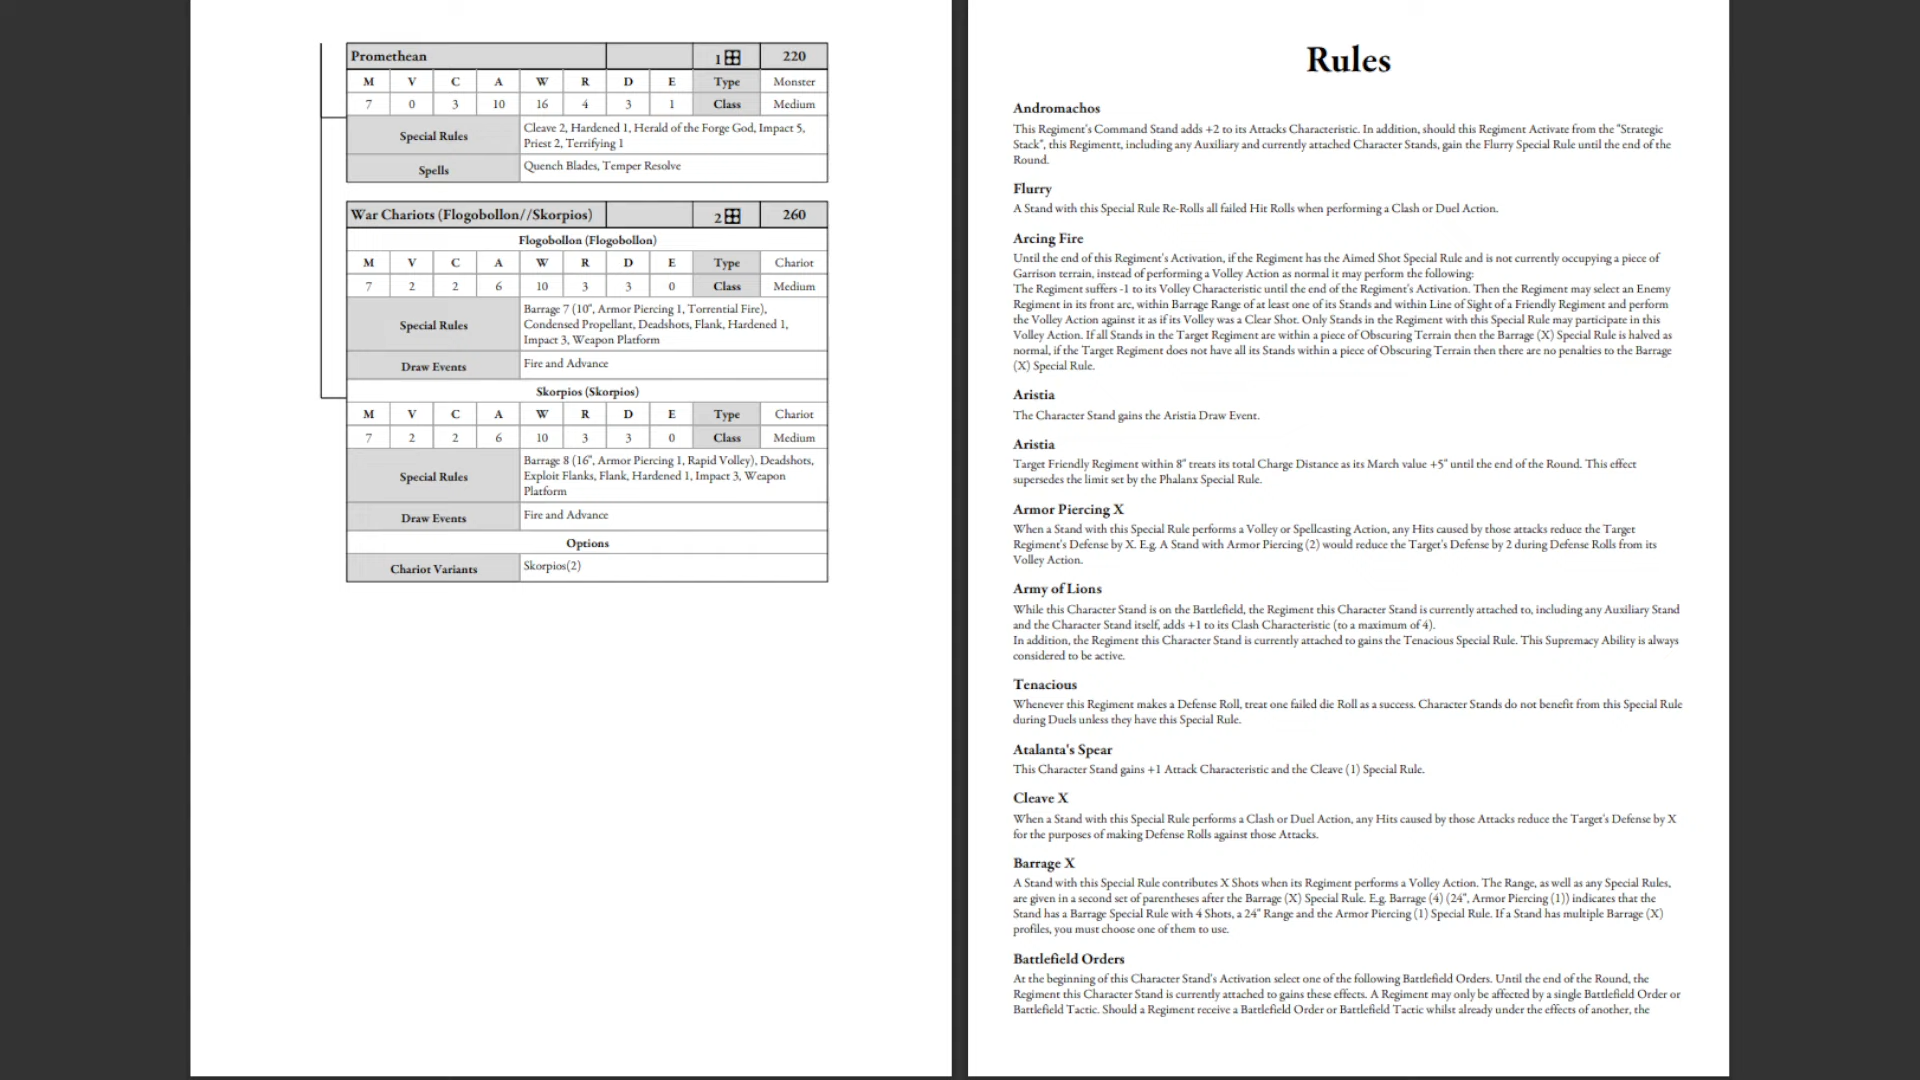 Promethean 1 220
M V C A W R D E Type Monster
7 0 3 10 16 4 3 1 Class Medium
Special Rules
Cleave 2, Hardened 1, Herald of the Forge God, Impact 5,
Priest 2, Terrifying 1
Spells
Quench Blades, Temper Resolve
War Chariots (Flogobollon//Skorpios) 2 260
Flogobollon (Flogobollon)
M V C A W R D E Type Chariot
7 2 2 6 10 3 3 0 Class Medium
Special Rules
Barrage 7 (10", Armor Piercing 1, Torrential Fire),
Condensed Propellant, Deadshots, Flank, Hardened 1,
Impact 3, Weapon Platform
Draw Events
Fire and Advance
Skorpios (Skorpios)
M V C A W R D E Type Chariot
7 2 2 6 10 3 3 0 Class Medium
Special Rules
Barrage 8 (16", Armor Piercing 1, Rapid Volley), Deadshots,
Exploit Flanks, Flank, Hardened 1, Impact 3, Weapon
Platform
Draw Events
Fire and Advance
Options
Chariot Variants
Skorpios(2)
Rules
Andromachos
This Regiment's Command Stand adds +2 to its Attacks Characteristic. In addition, should this Regiment Activate from the "Strategic
Stack", this Regimentt, including any Auxiliary and currently attached Character Stands, gain the Flurry Special Rule until the end of the
Round.
Flurry
A Stand with this Special Rule Re-Rolls all failed Hit Rolls when performing a Clash or Duel Action.
Arcing Fire
Until the end of this Regiment's Activation, if the Regiment has the Aimed Shot Special Rule and is not currently occupying a piece of
Garrison terrain, instead of performing a Volley Action as normal it may perform the following:
The Regiment suffers -1 to its Volley Characteristic until the end of the Regiment's Activation. Then the Regiment may select an Enemy
Regiment in its front arc, within Barrage Range of at least one of its Stands and within Line of Sight of a Friendly Regiment and perform
the Volley Action against it as if its Volley was a Clear Shot. Only Stands in the Regiment with this Special Rule may participate in this
Volley Action. If all Stands in the Target Regiment are within a piece of Obscuring Terrain then the Barrage (X) Special Rule is halved as
normal, if the Target Regiment does not have all its Stands within a piece of Obscuring Terrain then there are no penalties to the Barrage
(X) Special Rule.
Aristia
The Character Stand gains the Aristia Draw Event.
Aristia
Target Friendly Regiment within 8" treats its total Charge Distance as its March value +5" until the end of the Round. This effect
supersedes the limit set by the Phalanx Special Rule.
Armor Piercing X
When a Stand with this Special Rule performs a Volley or Spellcasting Action, any Hits caused by those attacks reduce the Target
Regiment's Defense by X. E.g. A Stand with Armor Piercing (2) would reduce the Target's Defense by 2 during Defense Rolls from its
Volley Action.
Army of Lions
While this Character Stand is on the Battlefield, the Regiment this Character Stand is currently attached to, including any Auxiliary Stand
and the Character Stand itself, adds +1 to its Clash Characteristic (to a maximum of 4).
In addition, the Regiment this Character Stand is currently attached to gains the Tenacious Special Rule. This Supremacy Ability is always
considered to be active.
Tenacious
Whenever this Regiment makes a Defense Roll, treat one failed die Roll as a success. Character Stands do not benefit from this Special Rule
during Duels unless they have this Special Rule.
Atalanta's Spear
This Character Stand gains +1 Attack Characteristic and the Cleave (1) Special Rule.
Cleave X
When a Stand with this Special Rule performs a Clash or Duel Action, any Hits caused by those Attacks reduce the Target's Defense by X
for the purposes of making Defense Rolls against those Attacks.
Barrage X
A Stand with this Special Rule contributes X Shots when its Regiment performs a Volley Action. The Range, as well as any Special Rules,
are given in a second set of parentheses after the Barrage (X) Special Rule. E.g. Barrage (4) (24", Armor Piercing (1)) indicates that the
Stand has a Barrage Special Rule with 4 Shots, a 24" Range and the Armor Piercing (1) Special Rule. If a Stand has multiple Barrage (X)
profiles, you must choose one of them to use.
Battlefield Orders
At the beginning of this Character Stand's Activation select one of the following Battlefield Orders. Until the end of the Round, the
Regiment this Character Stand is currently attached to gains these effects. A Regiment may only be affected by a single Battlefield Order or
Battlefield Tactic. Should a Regiment receive a Battlefield Order or Battlefield Tactic whilst already under the effects of another, the